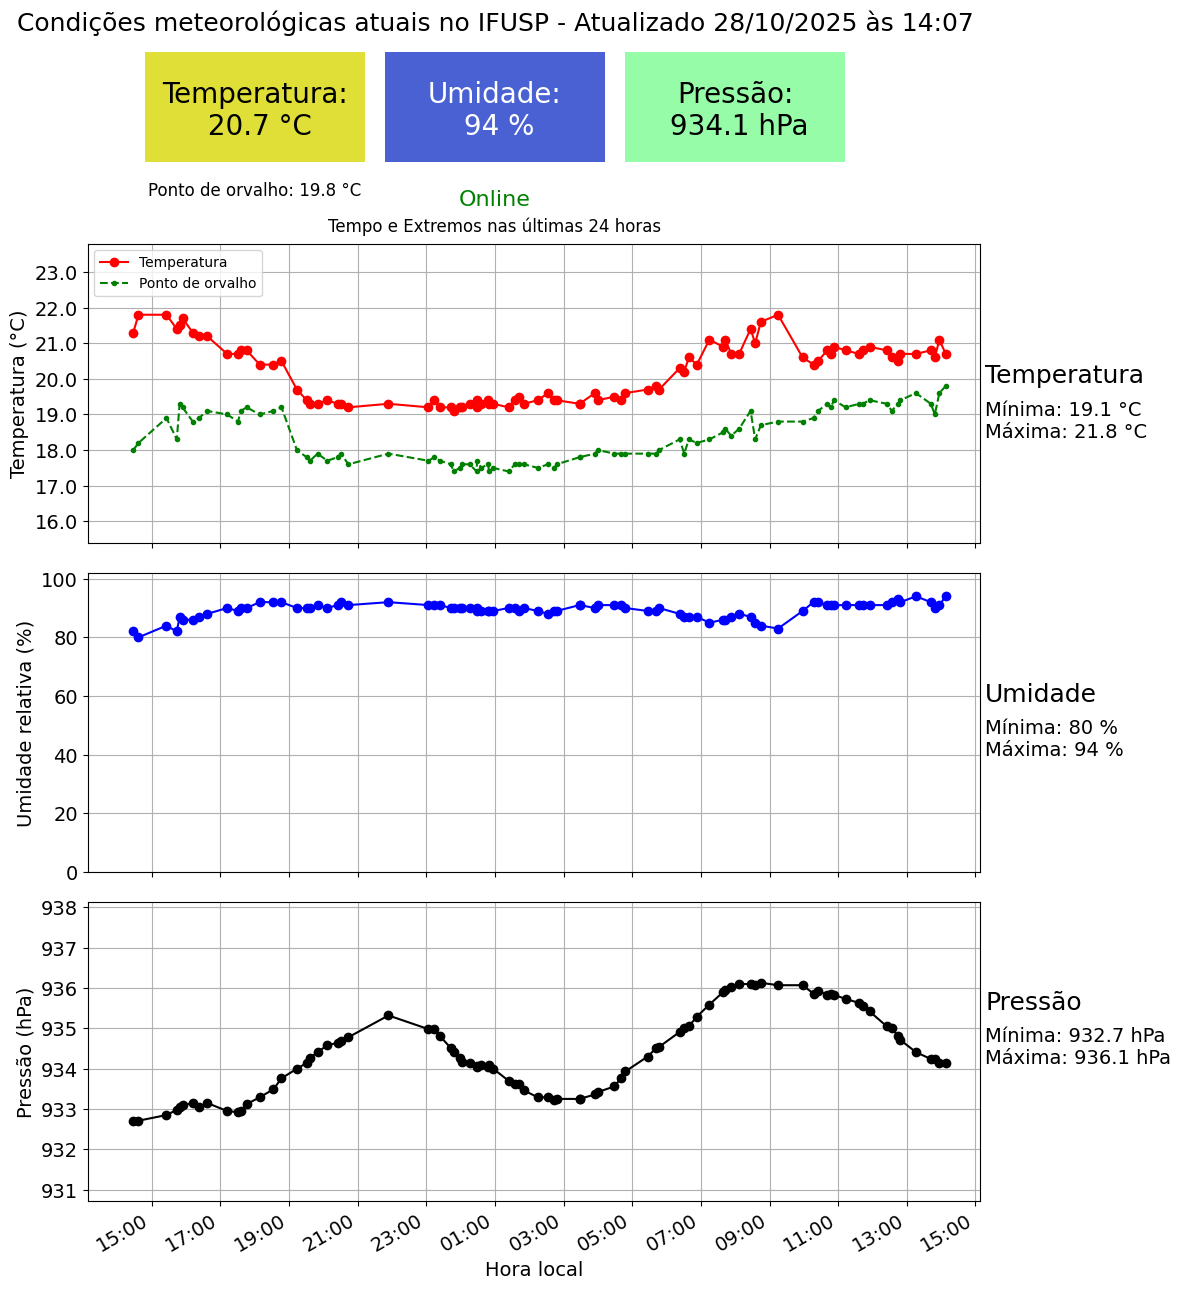 Condições meteorológicas atuais no IFUSP - Atualizado 28/10/2025 às 14:07
Temperatura:
20.7 °C
Umidade:
94 %
Pressão:
934.1 hPa
Ponto de orvalho: 19.8 °C
Online
Tempo e Extremos nas últimas 24 horas
Temperatura
Ponto de orvalho
Temperatura (°C)
23.0
22.0
21.0
20.0
19.0
18.0
17.0
16.0
Temperatura
Mínima: 19.1 °C
Máxima: 21.8 °C
Umidade relativa (%)
100
80
60
40
20
0
Umidade
Mínima: 80 %
Máxima: 94 %
Pressão (hPa)
938
937
936
935
934
933
932
931
Pressão
Mínima: 932.7 hPa
Máxima: 936.1 hPa
15:00 17:00 19:00 21:00 23:00 01:00 03:00 05:00 07:00 09:00 11:00 13:00 15:00
Hora local